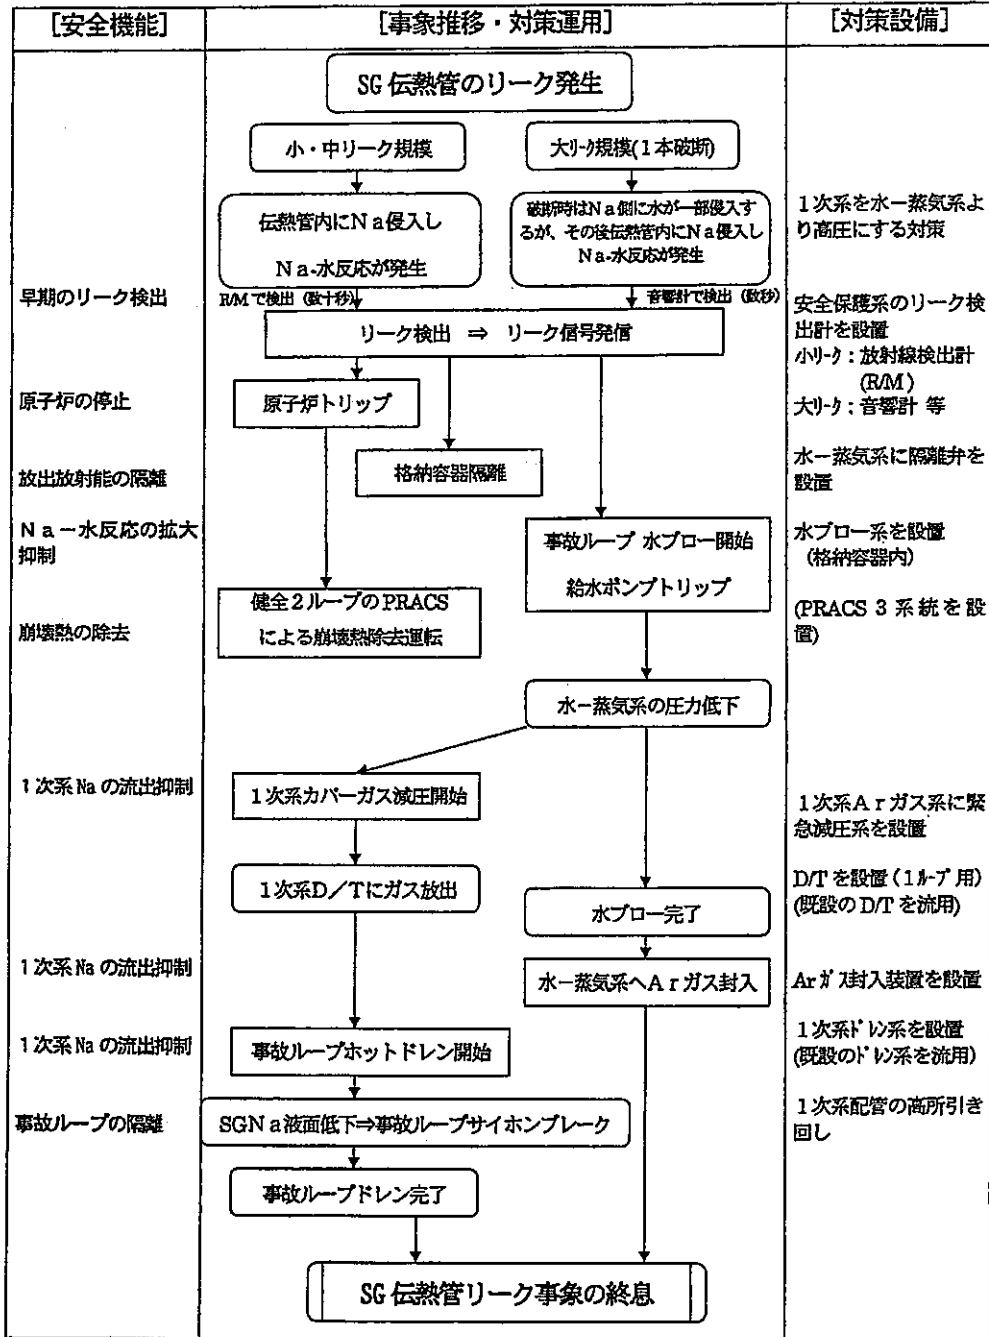 [安全機能]
[事象推移・対策運用]
[対策設備]
SG 伝熱管のリーク発生
小・中リーク規模
大リーク規模(1本破断)
伝熱管内にNa侵入し
Na-水反応が発生
破断時はNa側に水が一部侵入す
るが、その後伝熱管内にNa侵入し
Na-水反応が発生
1次系を水ー蒸気系よ
り高圧にする対策
早期のリーク検出
R/Mで検出（数十秒）
音響計で検出（数秒）
リーク検出 ⇒ リーク信号発信
安全保護系のリーク検
出計を設置
小リーク：放射線検出計
(R/M)
大リーク：音響計 等
原子炉の停止
原子炉トリップ
放出放射能の隔離
格納容器隔離
水ー蒸気系に隔離弁を
設置
Naー水反応の拡大
抑制
事故ループ 水ブロー開始
給水ポンプトリップ
水ブロー系を設置
（格納容器内）
崩壊熱の除去
健全2ループのPRACS
による崩壊熱除去運転
(PRACS 3 系統を設
置)
水ー蒸気系の圧力低下
1次系 Na の流出抑制
1次系カバーガス減圧開始
1次系Arガス系に緊
急減圧系を設置
1次系D／Tにガス放出
水ブロー完了
D/T を設置（1ループ用）
(既設の D/T を流用)
1次系 Na の流出抑制
水ー蒸気系へArガス封入
Arガス封入装置を設置
1次系 Na の流出抑制
事故ループホットドレン開始
1次系ドレン系を設置
(既設のドレン系を流用)
事故ループの隔離
SGNa液面低下⇒事故ループサイホンブレーク
1次系配管の高所引き
回し
事故ループドレン完了
SG 伝熱管リーク事象の終息